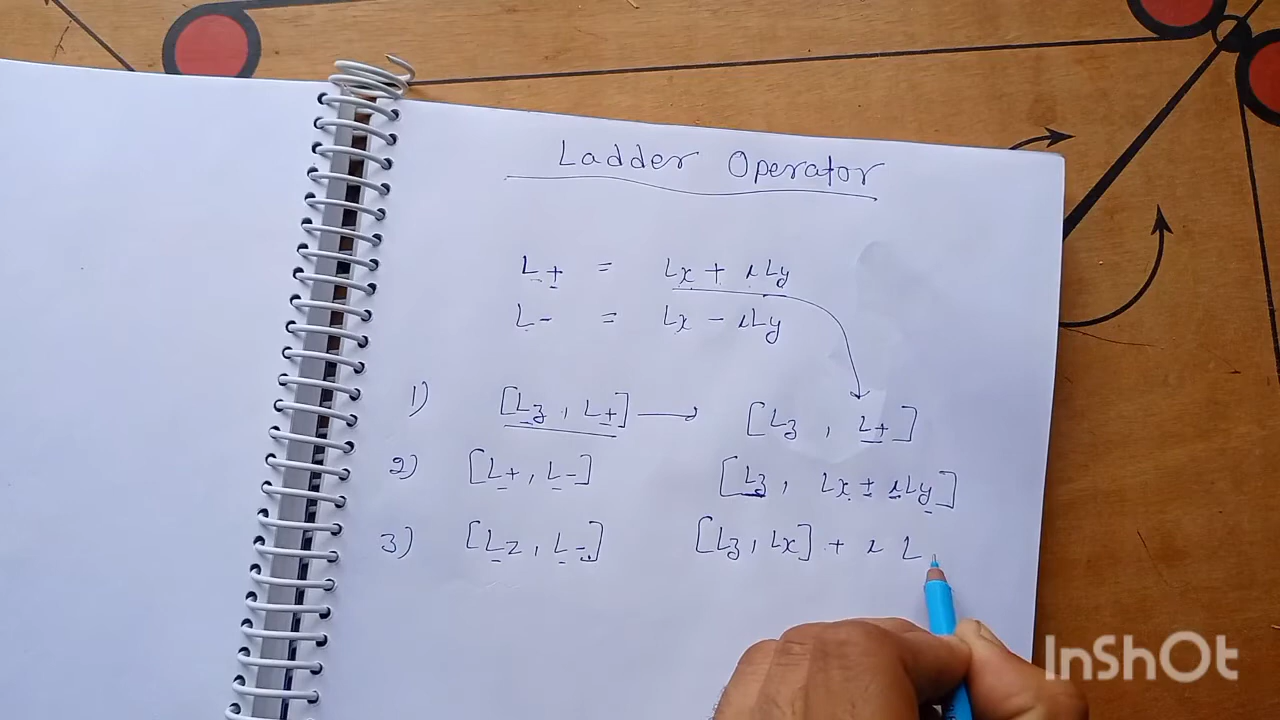 Ladder Operator
L+ = Lx + iLy
L- = Lx - iLy
1) [Lz , L+] → [Lz , L+]
2) [L+, L-] [Lz, Lx + iLy]
3) [Lz, L-] [Lz, Lx] + i L
InShOt